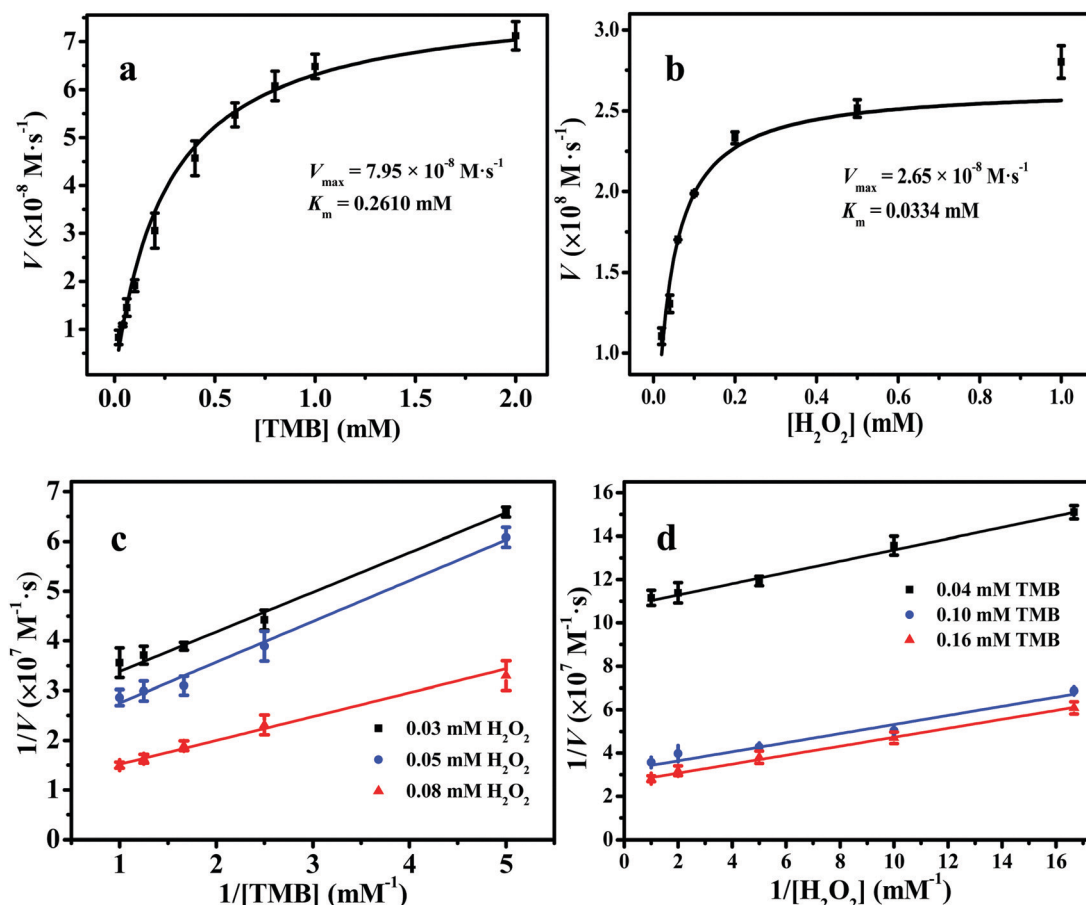 a
V (×10⁻⁸ M·s⁻¹)
7
6
5
4
3
2
1
V_max = 7.95 × 10⁻⁸ M·s⁻¹
K_m = 0.2610 mM
0.0 0.5 1.0 1.5 2.0
[TMB] (mM)
b
V (×10⁸ M·s⁻¹)
3.0
2.5
2.0
1.5
1.0
V_max = 2.65 × 10⁻⁸ M·s⁻¹
K_m = 0.0334 mM
0.0 0.2 0.4 0.6 0.8 1.0
[H₂O₂] (mM)
c
1/V (×10⁷ M⁻¹·s)
7
6
5
4
3
2
1
0
0.03 mM H₂O₂
0.05 mM H₂O₂
0.08 mM H₂O₂
1 2 3 4 5
1/[TMB] (mM⁻¹)
d
1/V (×10⁷ M⁻¹·s)
16
14
12
10
8
6
4
2
0
0.04 mM TMB
0.10 mM TMB
0.16 mM TMB
0 2 4 6 8 10 12 14 16
1/[H₂O₂] (mM⁻¹)